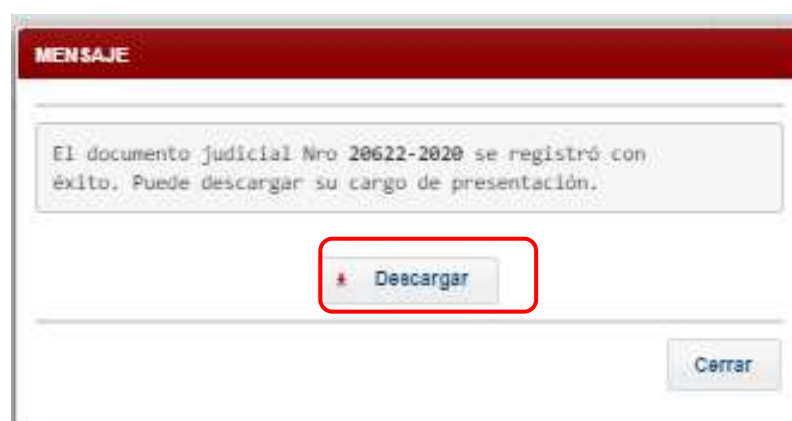 MENSAJE
El documento judicial Nro 20622-2020 se registró con
éxito. Puede descargar su cargo de presentación.
Descargar
Cerrar